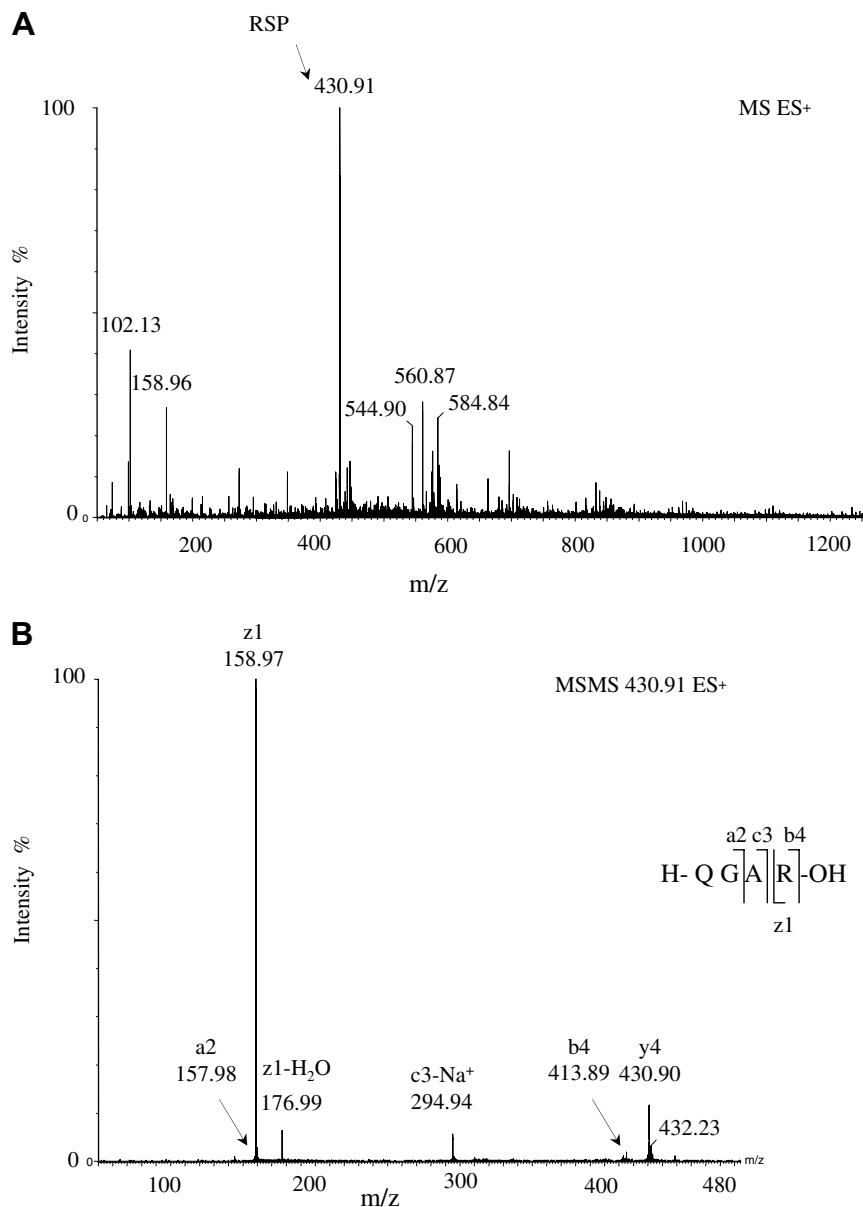 A
RSP
430.91
100
MS ES+
Intensity %
102.13
158.96
560.87
544.90
584.84
0 0
200 400 600 800 1000 1200
m/z
B
z1
158.97
100
MSMS 430.91 ES+
Intensity %
a2 c3 b4
H- Q G A R -OH
z1
a2
157.98
z1-H₂O
176.99
c3-Na⁺
294.94
b4
413.89
y4
430.90
432.23
0 0
m/z
100 200 300 400 480
m/z